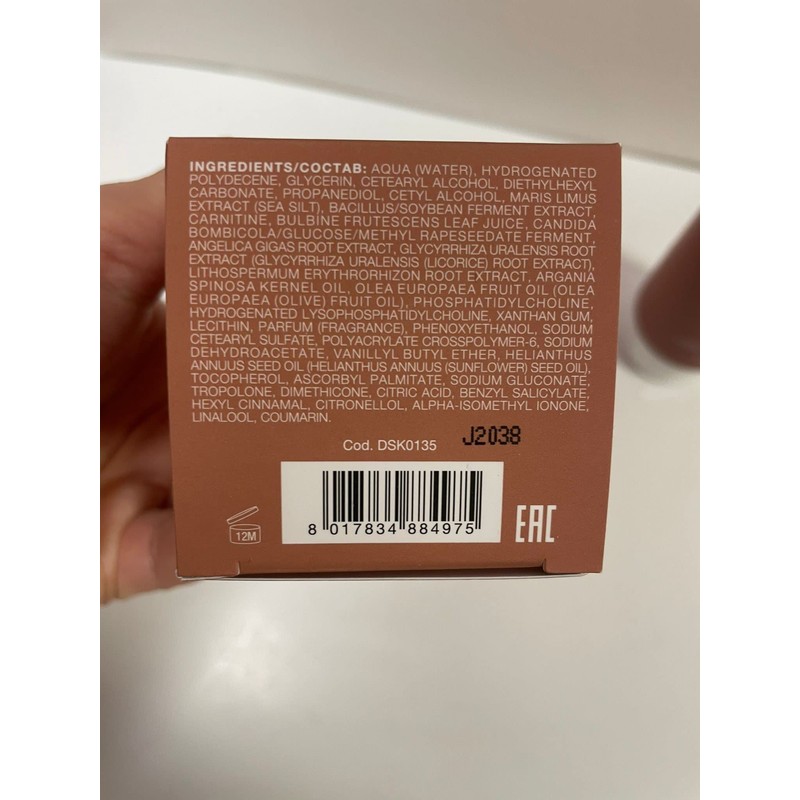 INGREDIENTS/СОСТАВ: AQUA (WATER), HYDROGENATED
POLYDECENE, GLYCERIN, CETEARYL ALCOHOL, DIETHYLHEXYL
CARBONATE, PROPANEDIOL, CETYL ALCOHOL, MARIS LIMUS
EXTRACT (SEA SILT), BACILLUS/SOYBEAN FERMENT EXTRACT,
CARNITINE, BULBINE FRUTESCENS LEAF JUICE, CANDIDA
BOMBICOLA/GLUCOSE/METHYL RAPESEEDATE FERMENT,
ANGELICA GIGAS ROOT EXTRACT, GLYCYRRHIZA URALENSIS ROOT
EXTRACT (GLYCYRRHIZA URALENSIS (LICORICE) ROOT EXTRACT),
LITHOSPERMUM ERYTHRORHIZON ROOT EXTRACT, ARGANIA
SPINOSA KERNEL OIL, OLEA EUROPAEA FRUIT OIL (OLEA
EUROPAEA (OLIVE) FRUIT OIL), PHOSPHATIDYLCHOLINE,
HYDROGENATED LYSOPHOSPHATIDYLCHOLINE, XANTHAN GUM,
LECITHIN, PARFUM (FRAGRANCE), PHENOXYETHANOL, SODIUM
CETEARYL SULFATE, POLYACRYLATE CROSSPOLYMER-6, SODIUM
DEHYDROACETATE, VANILLYL BUTYL ETHER, HELIANTHUS
ANNUUS SEED OIL (HELIANTHUS ANNUUS (SUNFLOWER) SEED OIL),
TOCOPHEROL, ASCORBYL PALMITATE, SODIUM GLUCONATE,
TROPOLONE, DIMETHICONE, CITRIC ACID, BENZYL SALICYLATE,
HEXYL CINNAMAL, CITRONELLOL, ALPHA-ISOMETHYL IONONE,
LINALOOL, COUMARIN.
Cod. DSK0135 J2038
8 017834 884975
12M
EAC